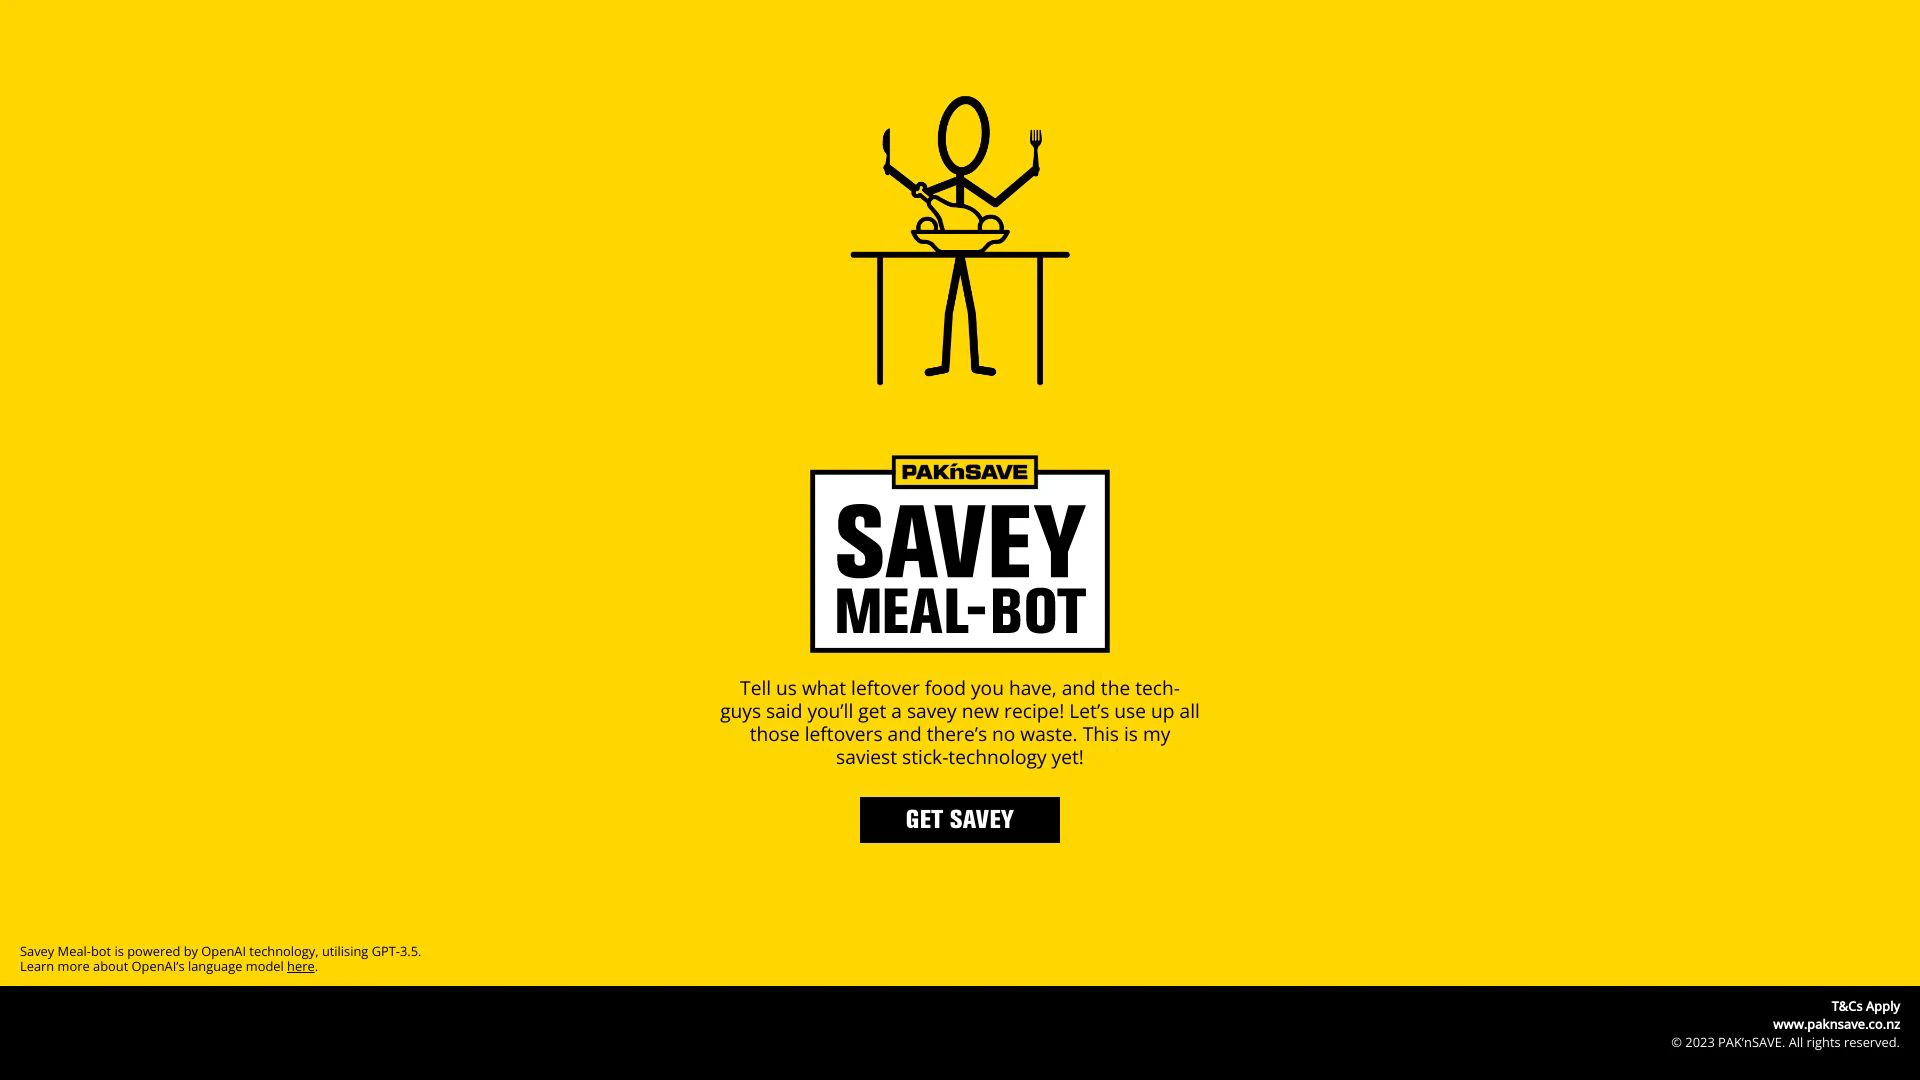 PAK'nSAVE
SAVEY
MEAL-BOT
Tell us what leftover food you have, and the tech-
guys said you’ll get a savey new recipe! Let’s use up all
those leftovers and there’s no waste. This is my
saviest stick-technology yet!
GET SAVEY
Savey Meal-bot is powered by OpenAI technology, utilising GPT-3.5.
Learn more about OpenAI’s language model here.
T&Cs Apply
www.paknsave.co.nz
© 2023 PAK’nSAVE. All rights reserved.